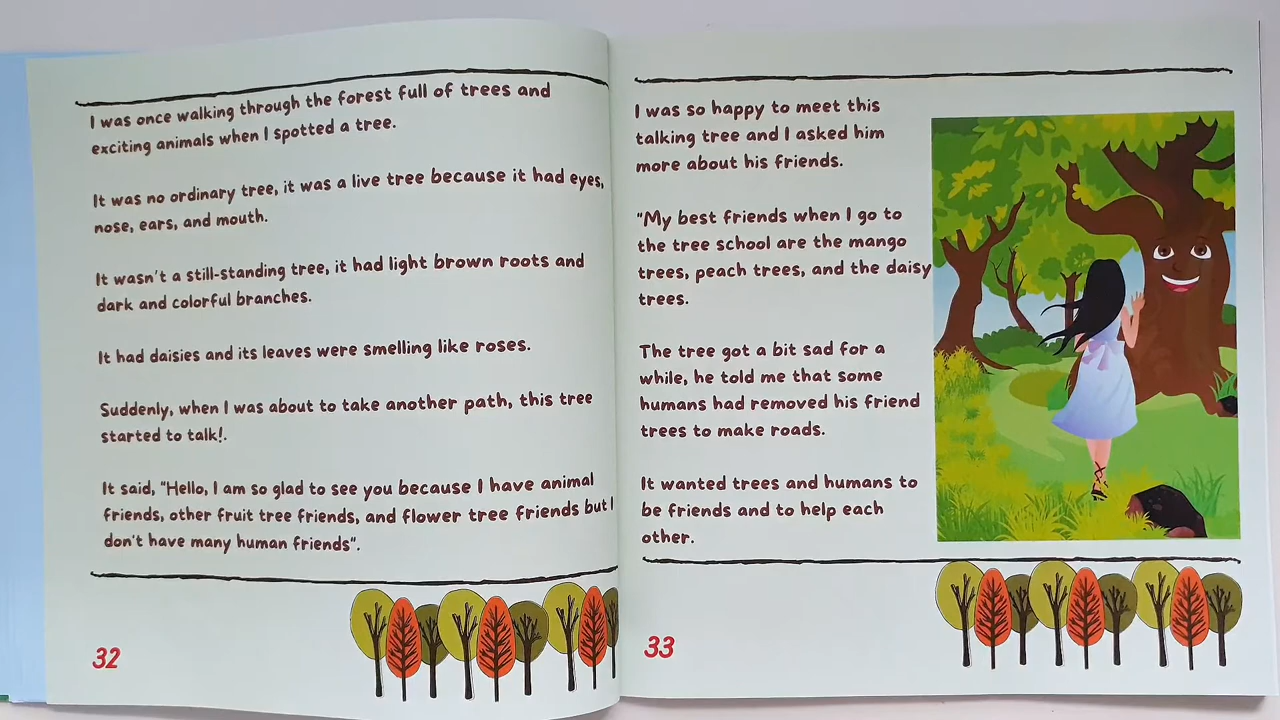 I was once walking through the forest full of trees and
exciting animals when I spotted a tree.
It was no ordinary tree, it was a live tree because it had eyes,
nose, ears, and mouth.
It wasn't a still-standing tree, it had light brown roots and
dark and colorful branches.
It had daisies and its leaves were smelling like roses.
Suddenly, when I was about to take another path, this tree
started to talk!.
It said, "Hello, I am so glad to see you because I have animal
friends, other fruit tree friends, and flower tree friends but I
don't have many human friends".
32
I was so happy to meet this
talking tree and I asked him
more about his friends.
"My best friends when I go to
the tree school are the mango
trees, peach trees, and the daisy
trees.
The tree got a bit sad for a
while, he told me that some
humans had removed his friend
trees to make roads.
It wanted trees and humans to
be friends and to help each
other.
33